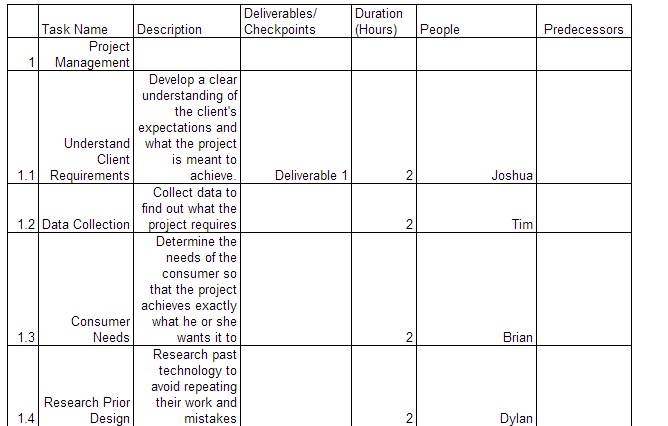 Task Name Description Deliverables/ Checkpoints Duration (Hours) People Predecessors
1 Project Management
1.1 Understand Client Requirements Develop a clear understanding of the client's expectations and what the project is meant to achieve. Deliverable 1 2 Joshua
1.2 Data Collection Collect data to find out what the project requires 2 Tim
1.3 Consumer Needs Determine the needs of the consumer so that the project achieves exactly what he or she wants it to 2 Brian
1.4 Research Prior Design Research past technology to avoid repeating their work and mistakes 2 Dylan